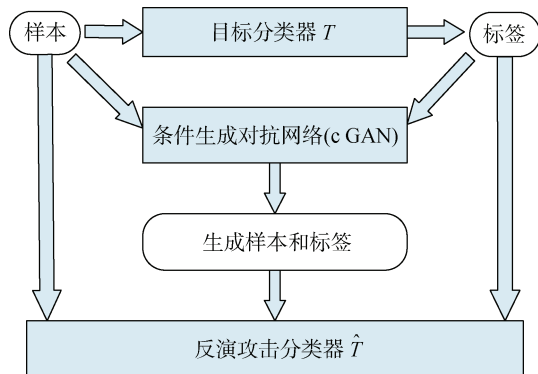 样本
目标分类器 T
标签
条件生成对抗网络(c GAN)
生成样本和标签
反演攻击分类器 T̂